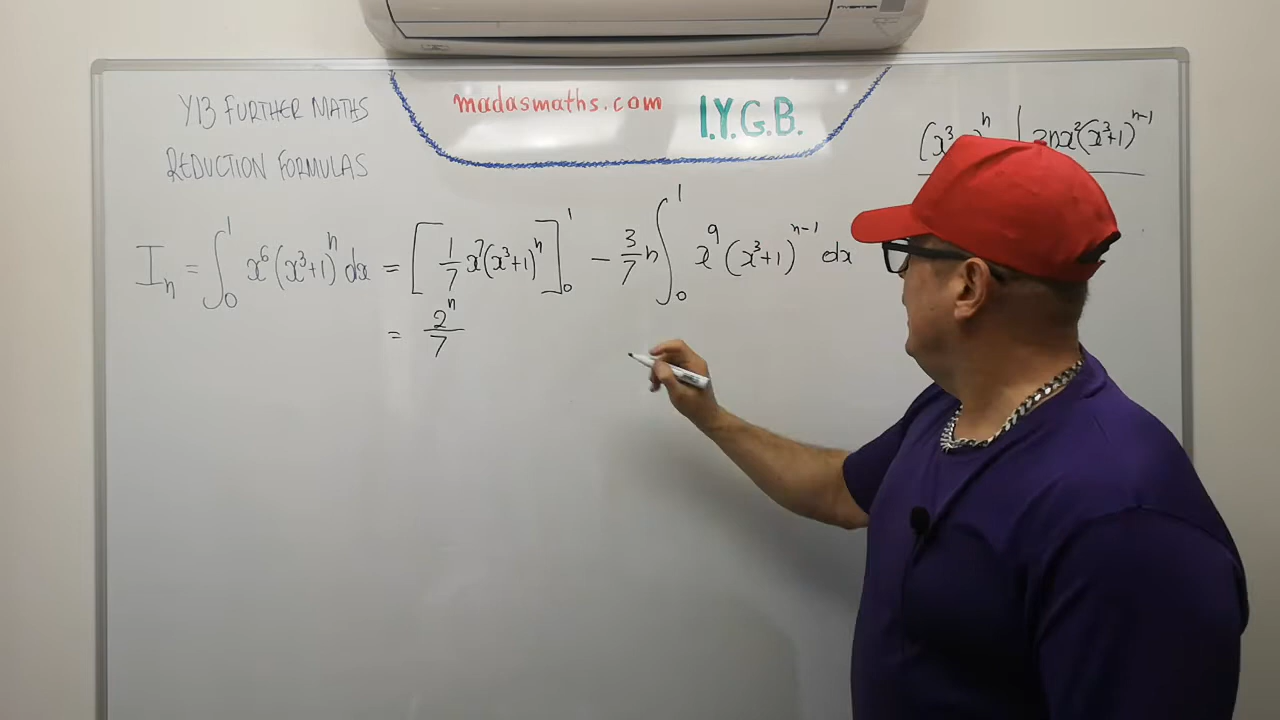 INVERTER
Y13 FURTHER MATHS
madasmaths.com
I.Y.G.B.
REDUCTION FORMULAS
(x³ )ⁿ | 3nx²(x³+1)ⁿ⁻¹
Iₙ = ∫₀¹ x⁶(x³+1)ⁿ dx = [1/7 x⁷(x³+1)ⁿ]₀¹ − 3/7 n ∫₀¹ x⁹(x³+1)ⁿ⁻¹ dx
= 2ⁿ/7